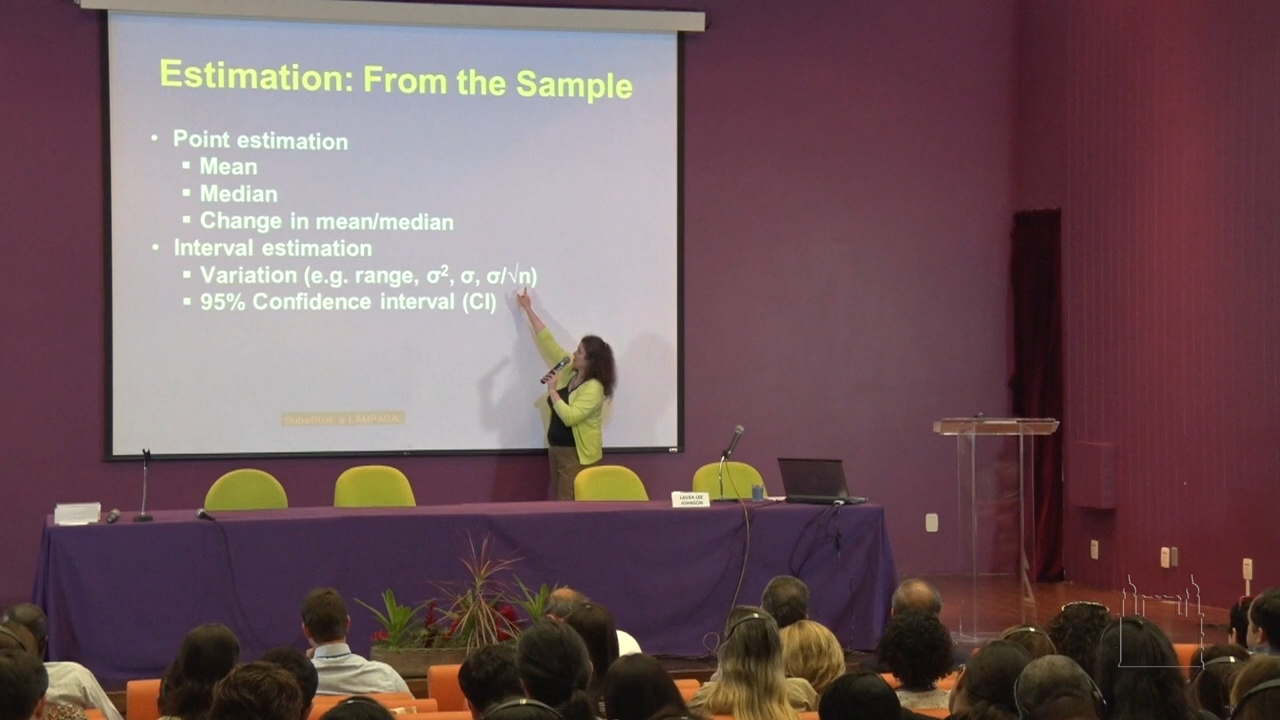 Estimation: From the Sample
• Point estimation
▪ Mean
▪ Median
▪ Change in mean/median
• Interval estimation
▪ Variation (e.g. range, σ², σ, σ/√n)
▪ 95% Confidence interval (CI)
Substituir a LÂMPADA.
LAURA LEE
JOHNSON